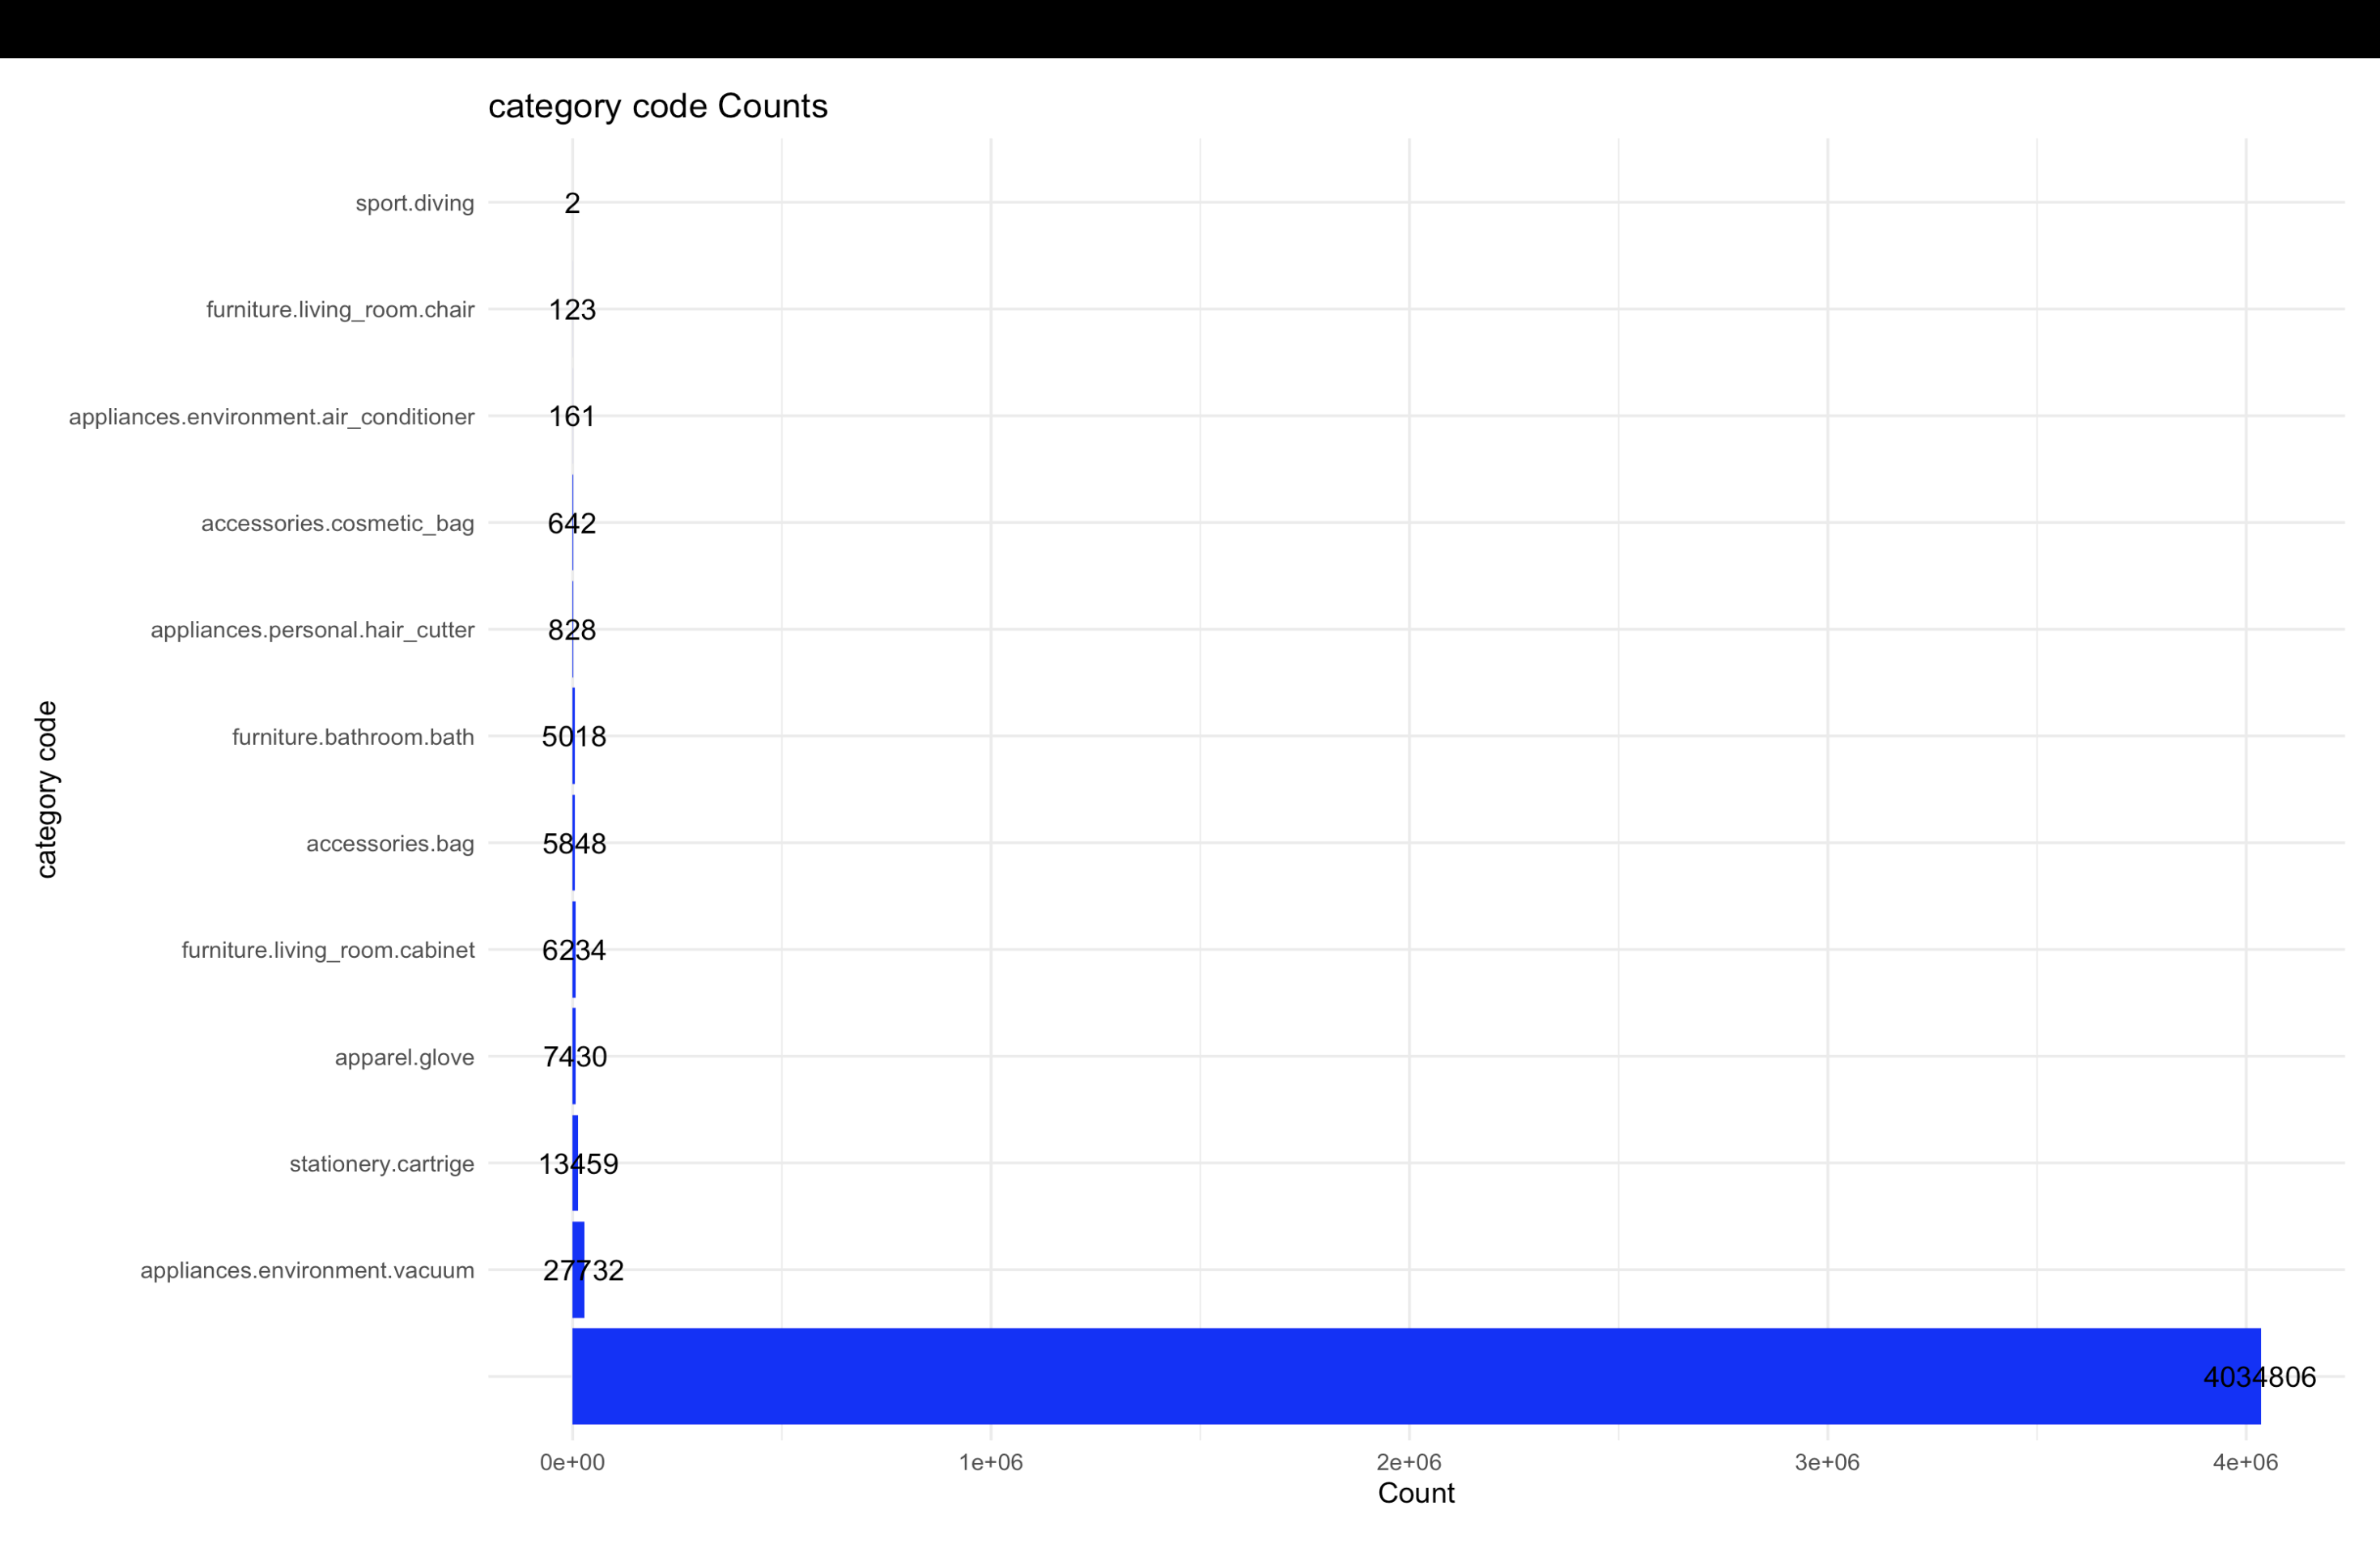 category code Counts
sport.diving 2
furniture.living_room.chair 123
appliances.environment.air_conditioner 161
accessories.cosmetic_bag 642
appliances.personal.hair_cutter 828
furniture.bathroom.bath 5018
accessories.bag 5848
furniture.living_room.cabinet 6234
apparel.glove 7430
stationery.cartrige 13459
appliances.environment.vacuum 27732
4034806
category code
0e+00 1e+06 2e+06 3e+06 4e+06
Count